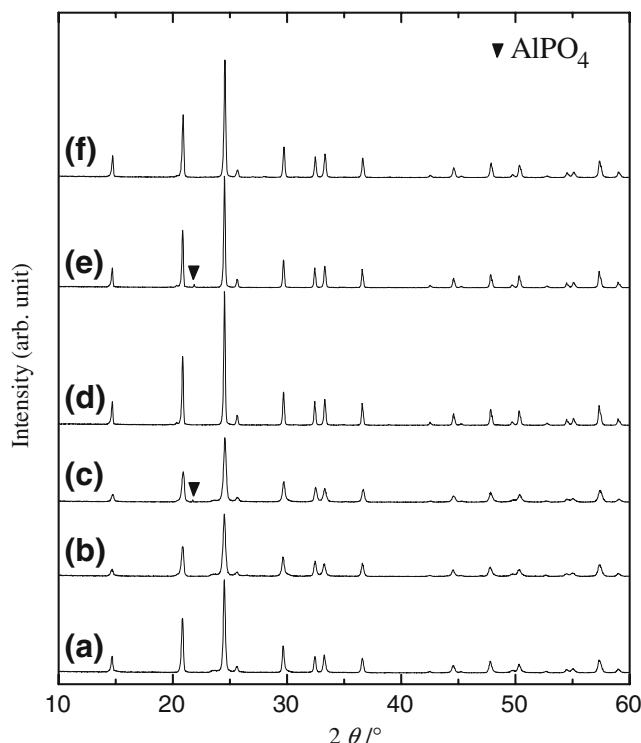 ▼ AlPO₄
(f)
(e)
(d)
(c)
(b)
(a)
Intensity (arb. unit)
10 20 30 40 50 60
2 θ /°